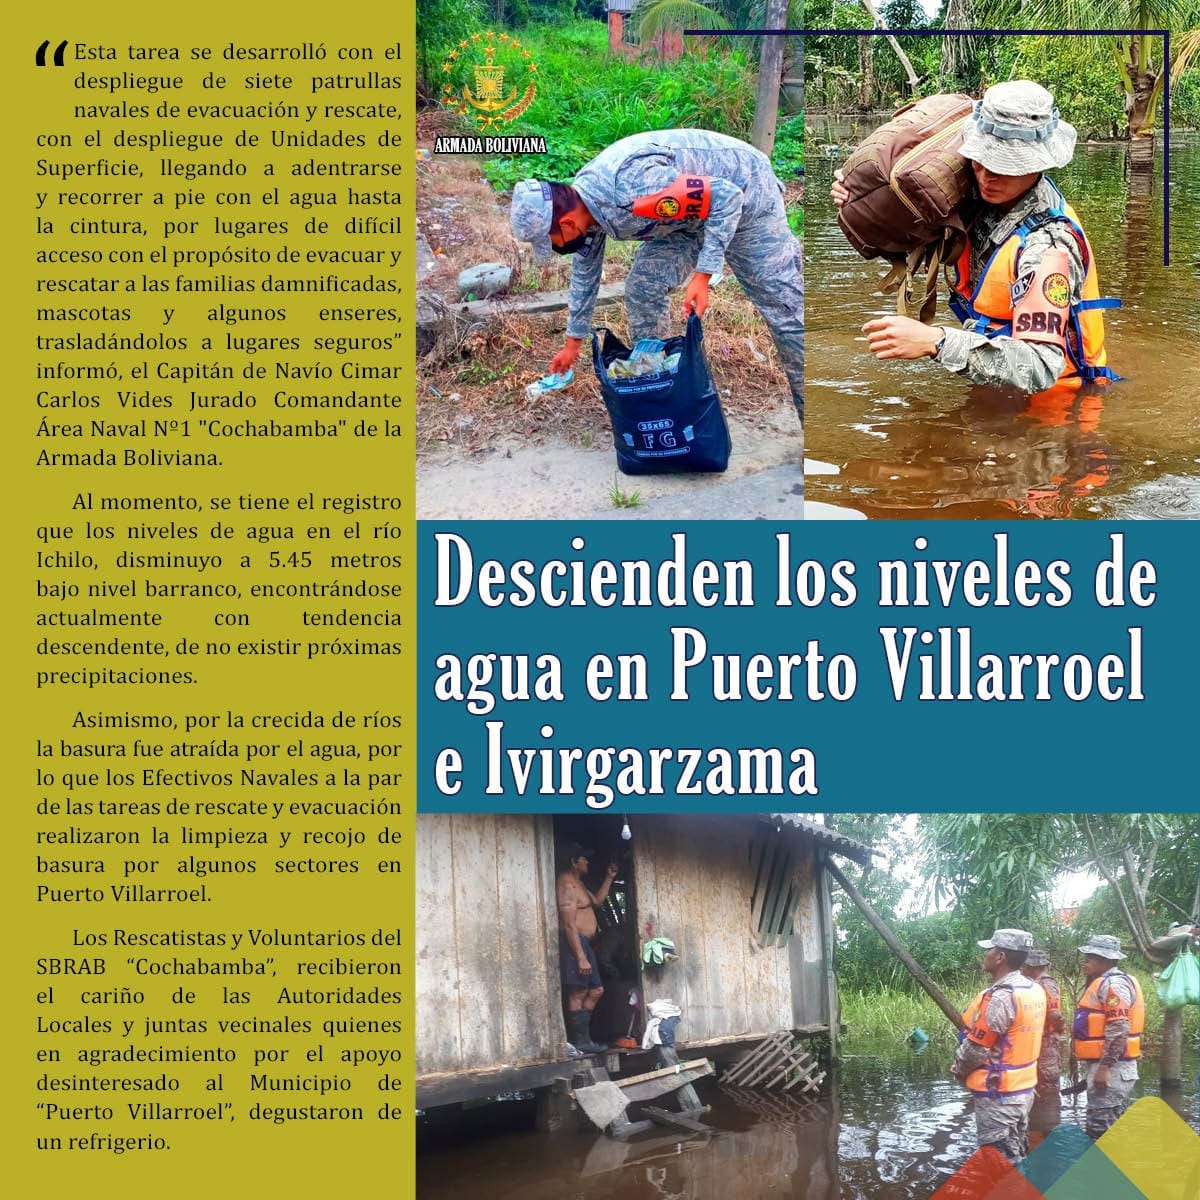 “Esta tarea se desarrolló con el
despliegue de siete patrullas
navales de evacuación y rescate,
con el despliegue de Unidades de
Superficie, llegando a adentrarse
y recorrer a pie con el agua hasta
la cintura, por lugares de difícil
acceso con el propósito de evacuar y
rescatar a las familias damnificadas,
mascotas y algunos enseres,
trasladándolos a lugares seguros”
informó, el Capitán de Navío Cimar
Carlos Vides Jurado Comandante
Área Naval Nº1 "Cochabamba" de la
Armada Boliviana.
Al momento, se tiene el registro
que los niveles de agua en el río
Ichilo, disminuyo a 5.45 metros
bajo nivel barranco, encontrándose
actualmente con tendencia
descendente, de no existir próximas
precipitaciones.
Asimismo, por la crecida de ríos
la basura fue atraída por el agua, por
lo que los Efectivos Navales a la par
de las tareas de rescate y evacuación
realizaron la limpieza y recojo de
basura por algunos sectores en
Puerto Villarroel.
Los Rescatistas y Voluntarios del
SBRAB “Cochabamba”, recibieron
el cariño de las Autoridades
Locales y juntas vecinales quienes
en agradecimiento por el apoyo
desinteresado al Municipio de
“Puerto Villarroel”, degustaron de
un refrigerio.
ARMADA BOLIVIANA
SBRAB
35x65
FG
SBR
Descienden los niveles de
agua en Puerto Villarroel
e Ivirgarzama
RAB
SBRAB